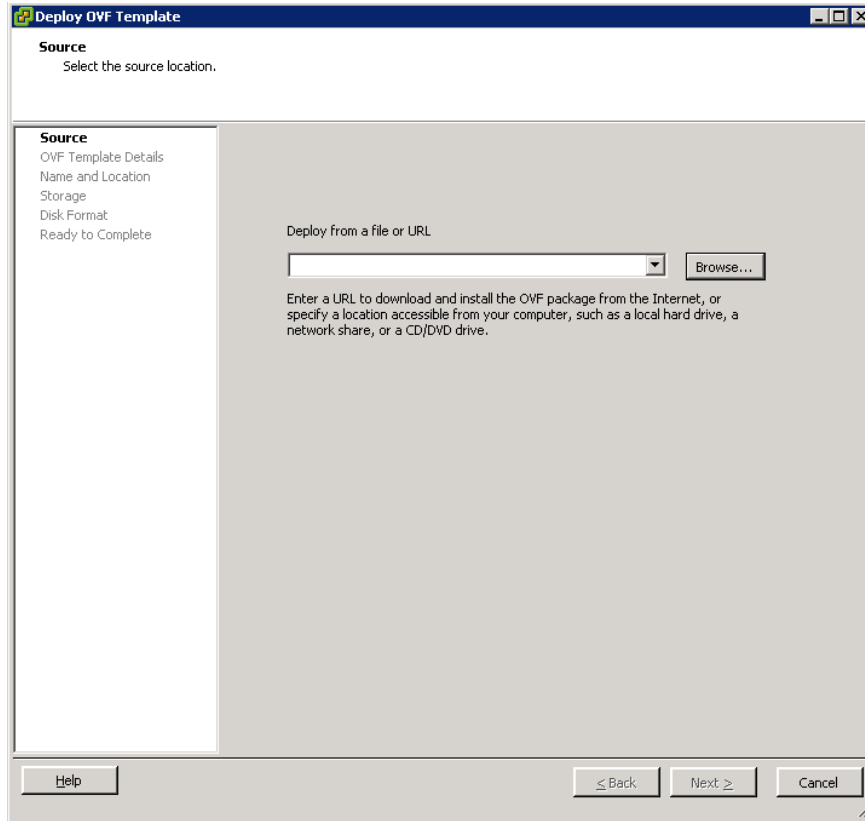 Deploy OVF Template
Source
Select the source location.
Source
OVF Template Details
Name and Location
Storage
Disk Format
Ready to Complete
Deploy from a file or URL
Browse...
Enter a URL to download and install the OVF package from the Internet, or
specify a location accessible from your computer, such as a local hard drive, a
network share, or a CD/DVD drive.
Help
≤ Back
Next ≥
Cancel